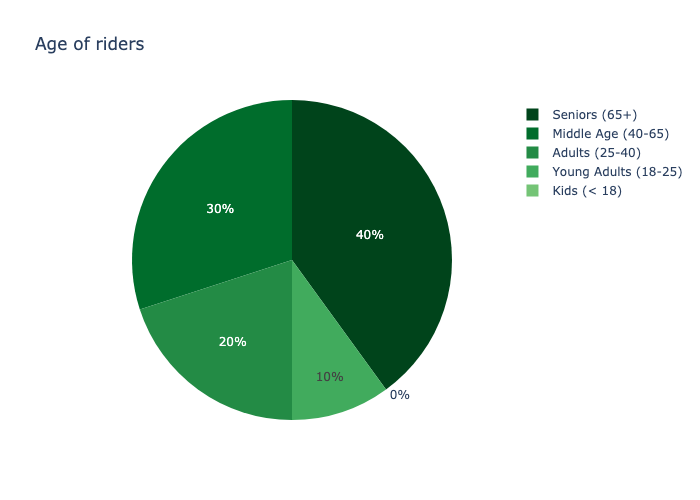 Age of riders
Seniors (65+)
Middle Age (40-65)
Adults (25-40)
Young Adults (18-25)
Kids (< 18)
30%
40%
20%
10%
0%